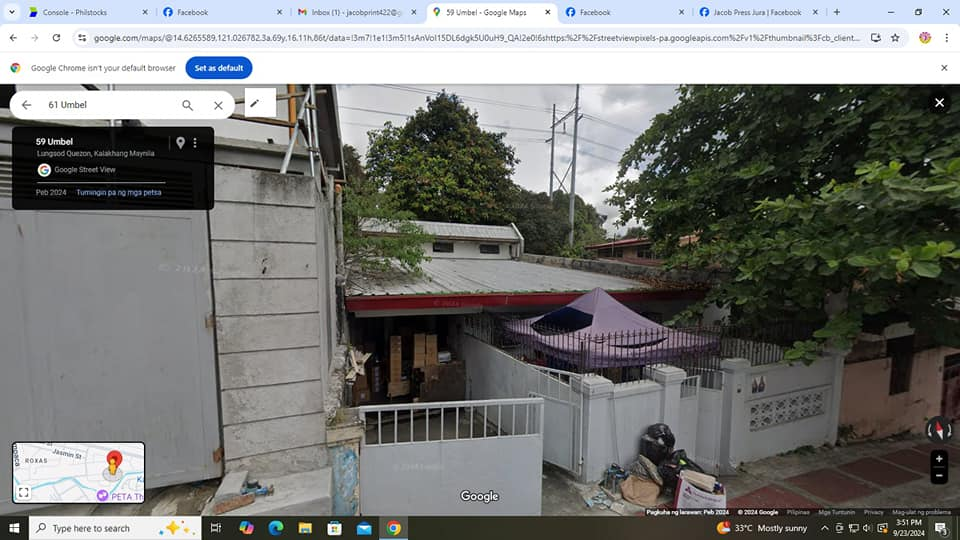 Console - Philstocks
Facebook
Inbox (1) - jacobprint422@g
59 Umbel - Google Maps
Facebook
Jacob Press Jura | Facebook
google.com/maps/@14.6265589,121.026782,3a,69y,16.11h,86t/data=!3m7!1e1!3m5!1sAnVoI15DL6dgk5U0uH9_QA!2e0!6shttps:%2F%2Fstreetviewpixels-pa.googleapis.com%2Fv1%2Fthumbnail%3Fcb_client...
Google Chrome isn't your default browser
Set as default
61 Umbel
59 Umbel
Lungsod Quezon, Kalakhang Maynila
Google Street View
Peb 2024 Tumingin pa ng mga petsa
ROXAS
Jasmin St
PETA Th
Google
Pagkuha ng larawan: Peb 2024 © 2024 Google Pilipinas Mga Tuntunin Privacy Mag-ulat ng problema
Type here to search
33°C Mostly sunny
3:51 PM
9/23/2024